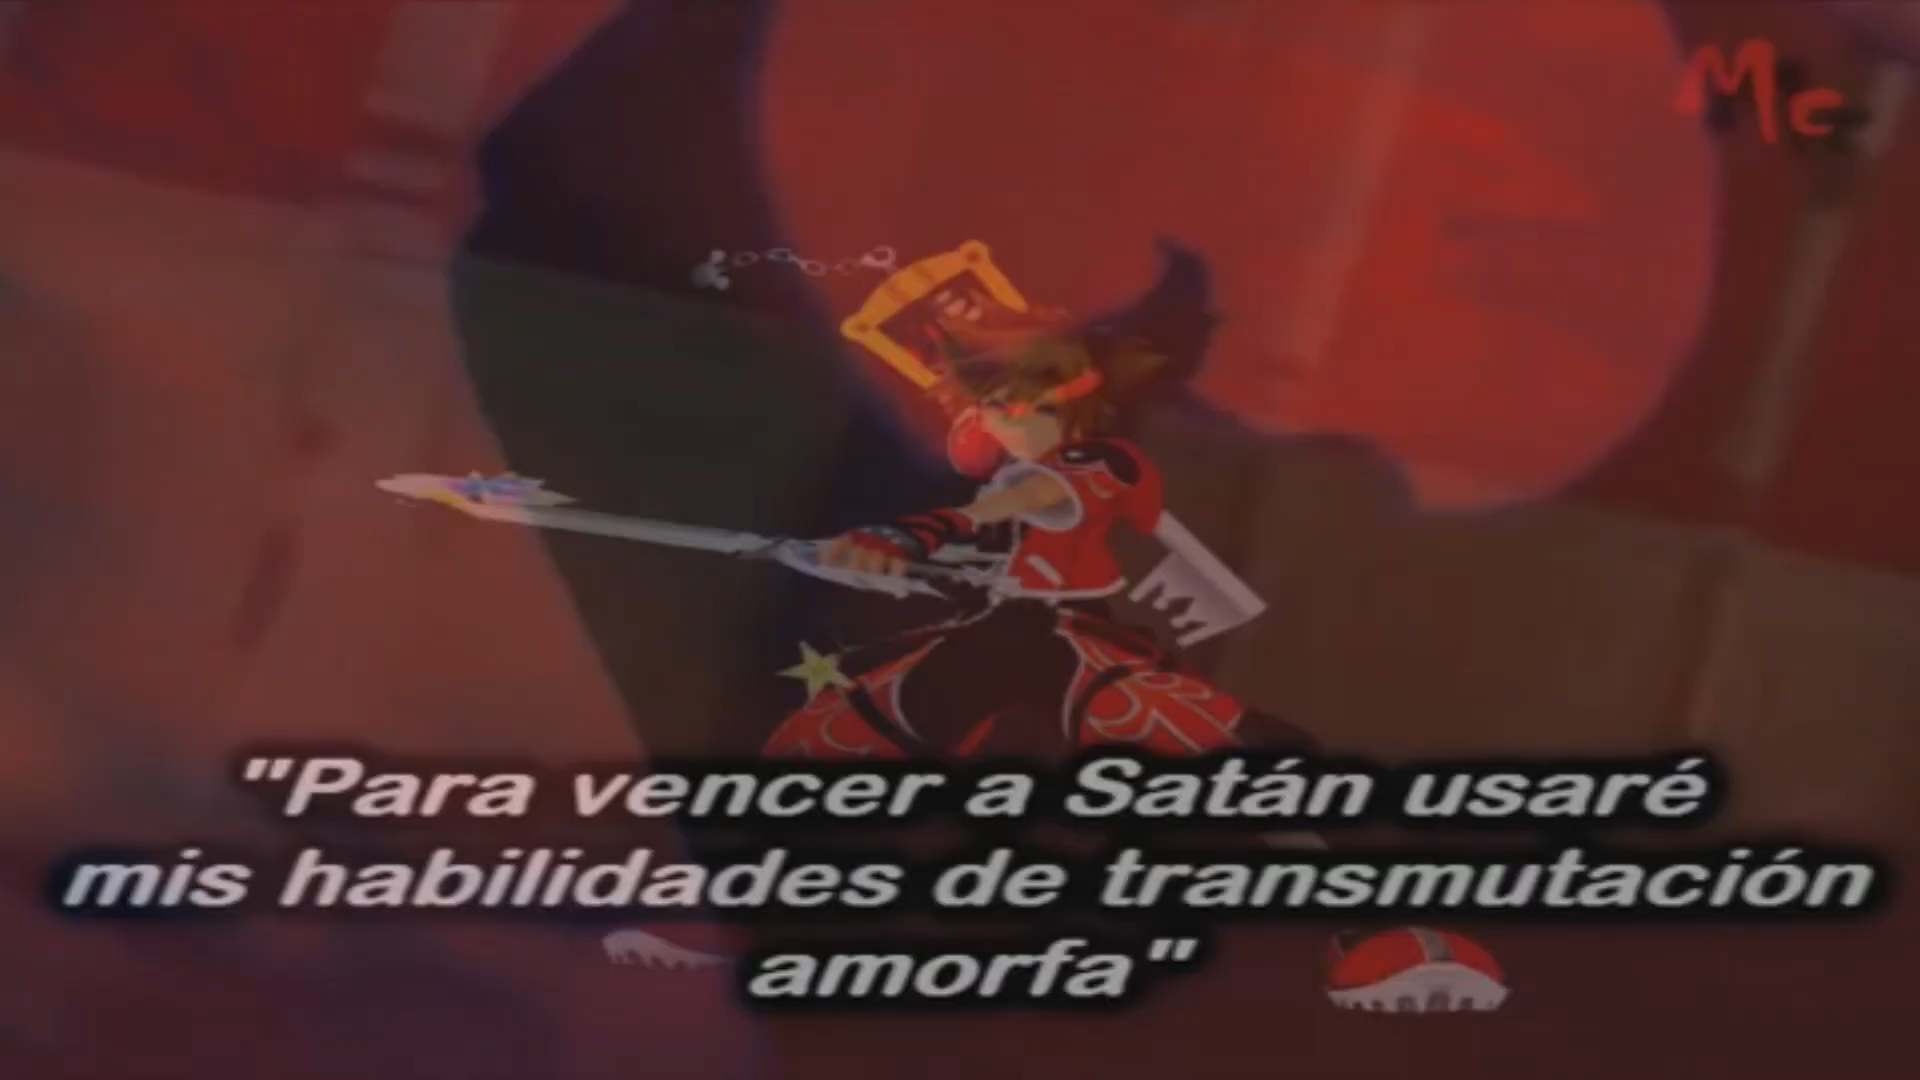 Mc
"Para vencer a Satán usaré
mis habilidades de transmutación
amorfa"